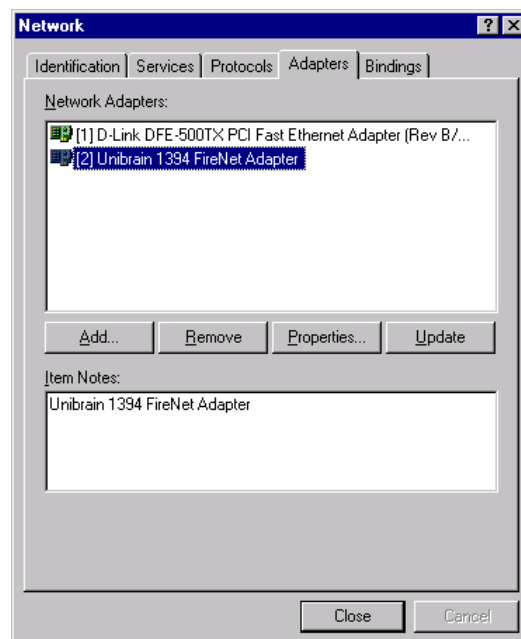 Network
Identification Services Protocols Adapters Bindings
Network Adapters:
[1] D-Link DFE-500TX PCI Fast Ethernet Adapter (Rev B/...
[2] Unibrain 1394 FireNet Adapter
Add... Remove Properties... Update
Item Notes:
Unibrain 1394 FireNet Adapter
Close Cancel